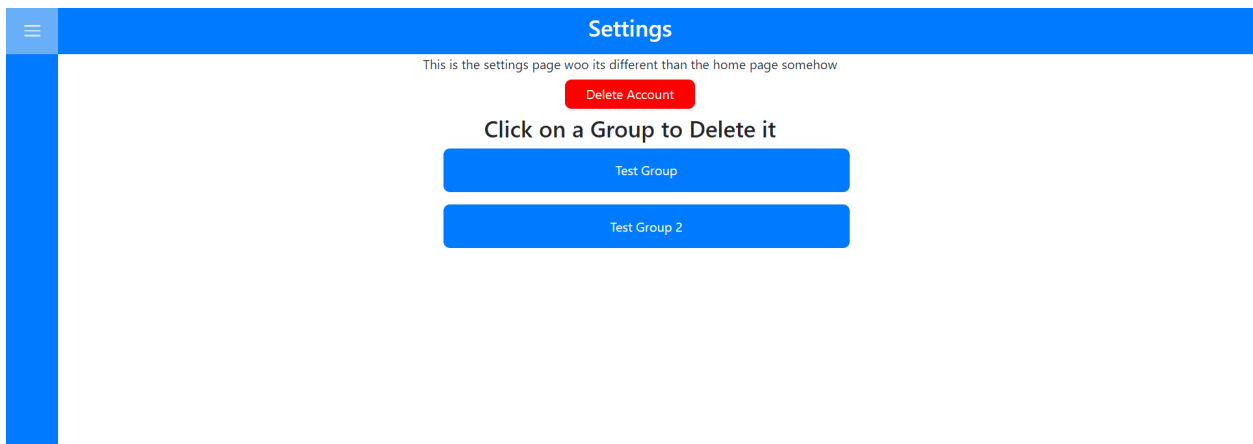 Settings
This is the settings page woo its different than the home page somehow
Delete Account
Click on a Group to Delete it
Test Group
Test Group 2